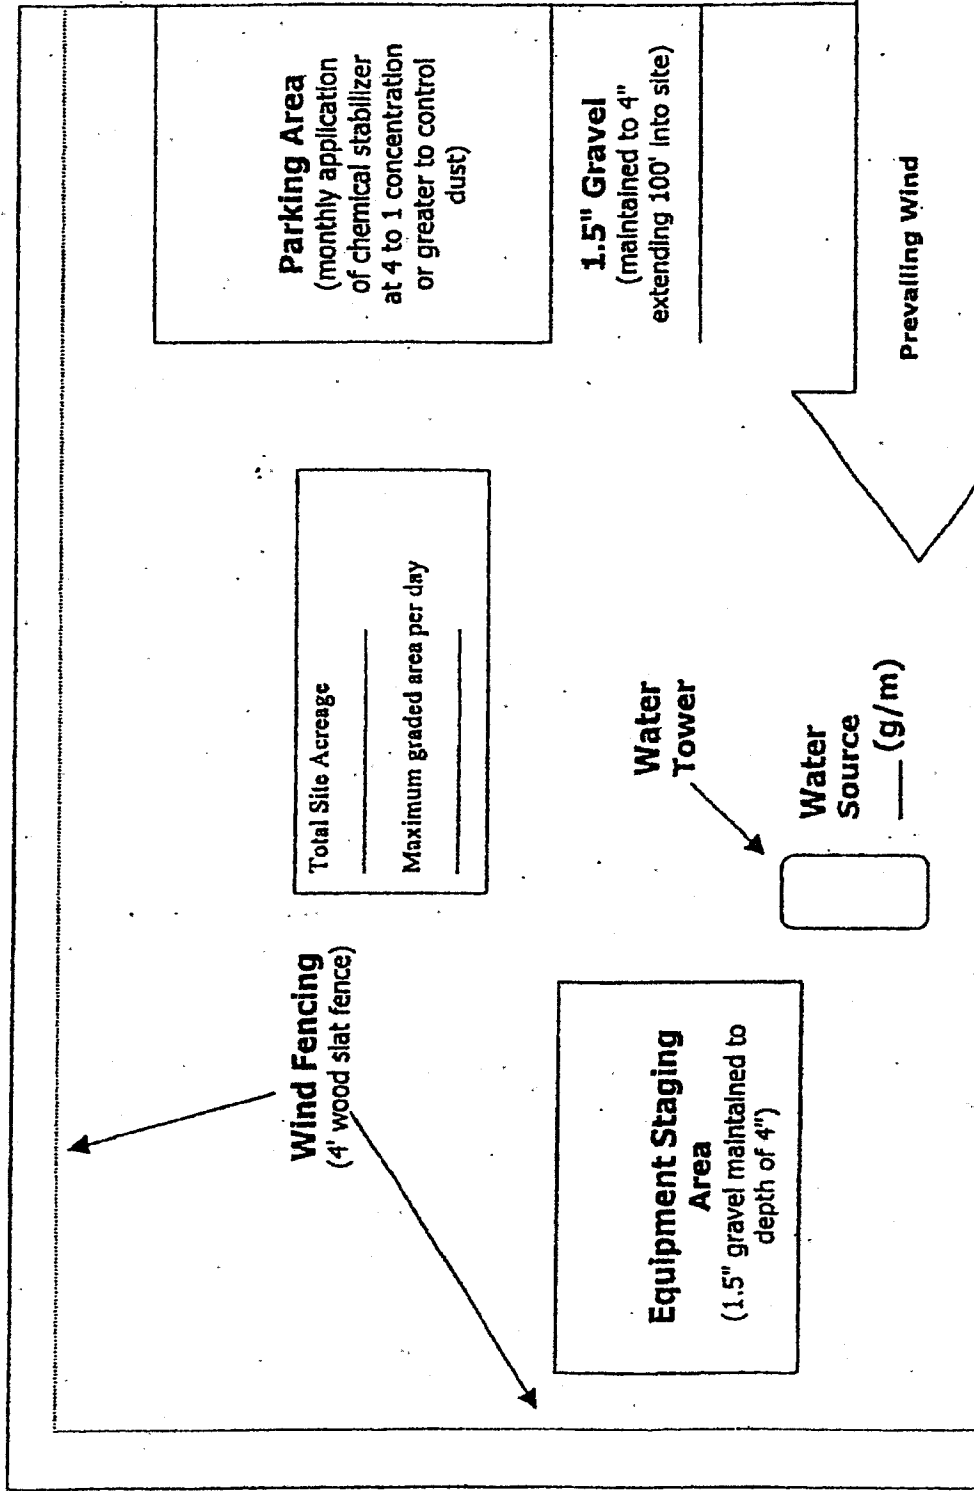 Wind Fencing
(4' wood slat fence)
Total Site Acreage
Maximum graded area per day
Parking Area
(monthly application
of chemical stabilizer
at 4 to 1 concentration
or greater to control
dust)
1.5" Gravel
(maintained to 4"
extending 100' into site)
Equipment Staging
Area
(1.5" gravel maintained to
depth of 4")
Water
Tower
Water
Source
___ (g/m)
Prevailing Wind